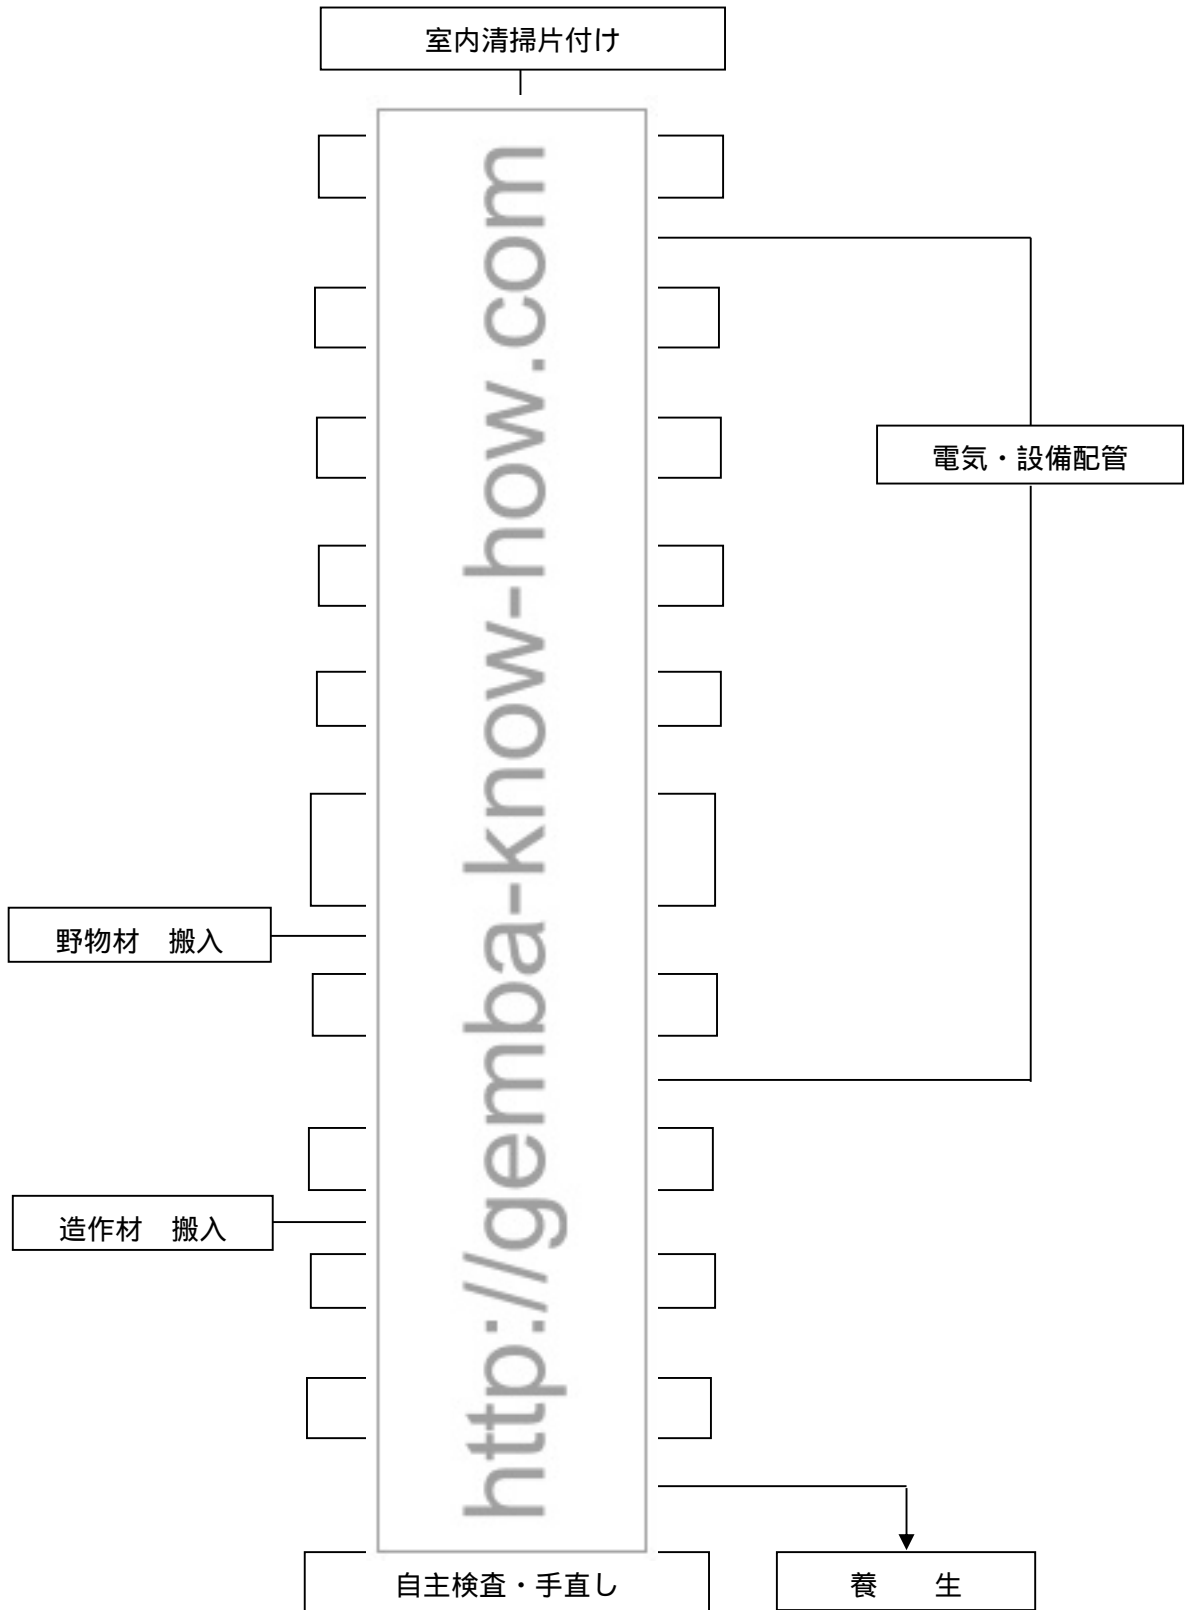 室内清掃片付け
http://gemba-know-how.com
電気・設備配管
野物材　搬入
造作材　搬入
自主検査・手直し
養　　生